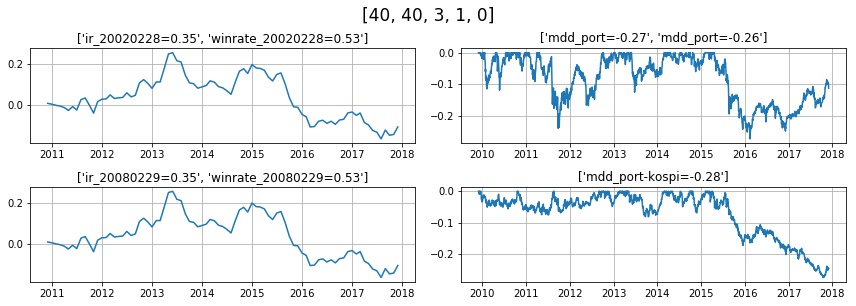 [40, 40, 3, 1, 0]
['ir_20020228=0.35', 'winrate_20020228=0.53']
0.2
0.0
2011 2012 2013 2014 2015 2016 2017 2018
['mdd_port=-0.27', 'mdd_port=-0.26']
0.0
−0.1
−0.2
2010 2011 2012 2013 2014 2015 2016 2017 2018
['ir_20080229=0.35', 'winrate_20080229=0.53']
0.2
0.0
2011 2012 2013 2014 2015 2016 2017 2018
['mdd_port-kospi=-0.28']
0.0
−0.1
−0.2
2010 2011 2012 2013 2014 2015 2016 2017 2018